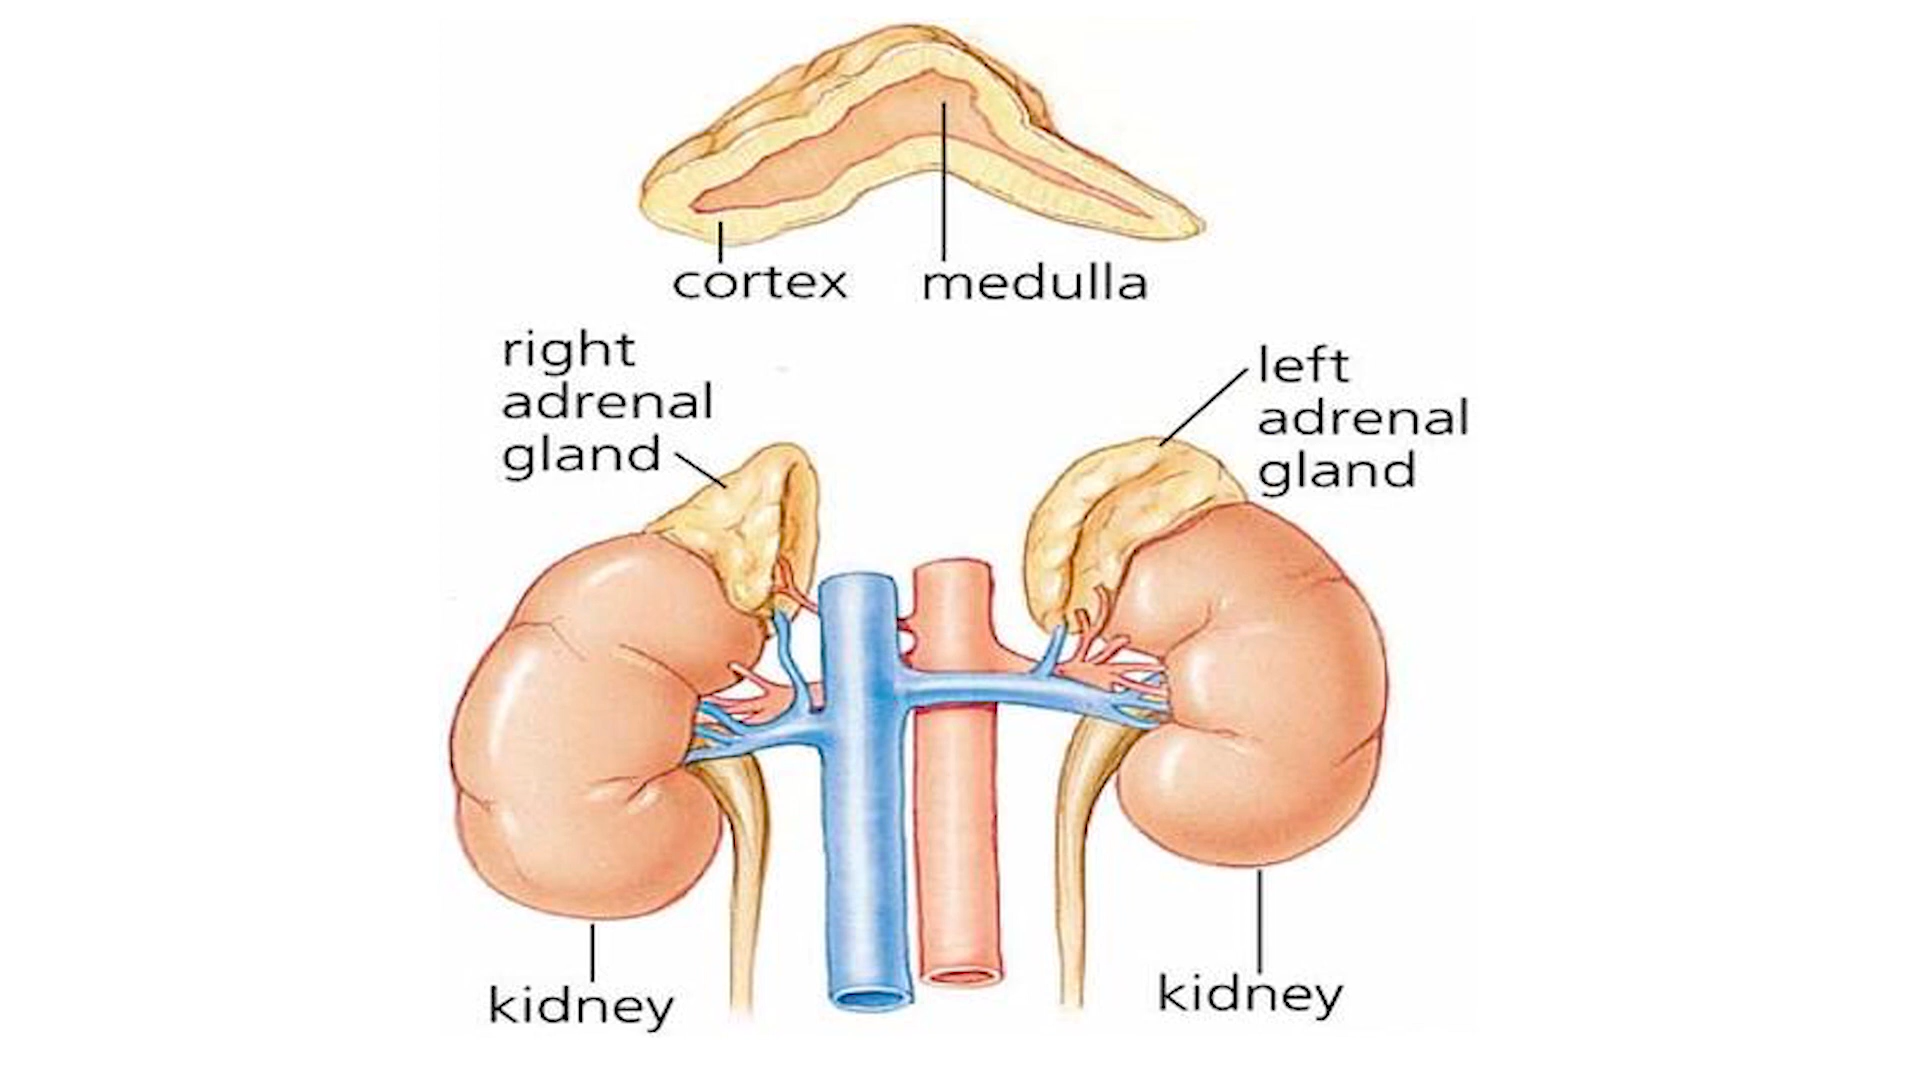 cortex
medulla
right
adrenal
gland
left
adrenal
gland
kidney
kidney